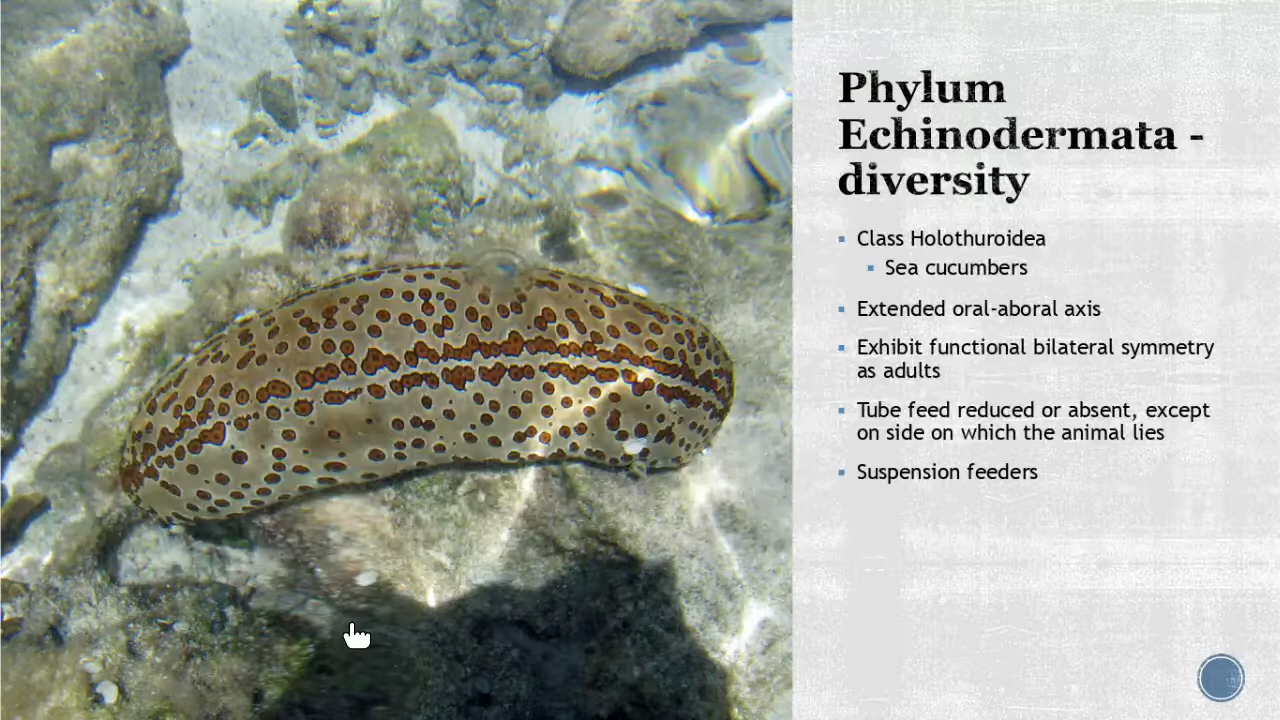 Phylum
Echinodermata -
diversity
Class Holothuroidea
Sea cucumbers
Extended oral-aboral axis
Exhibit functional bilateral symmetry
as adults
Tube feed reduced or absent, except
on side on which the animal lies
Suspension feeders